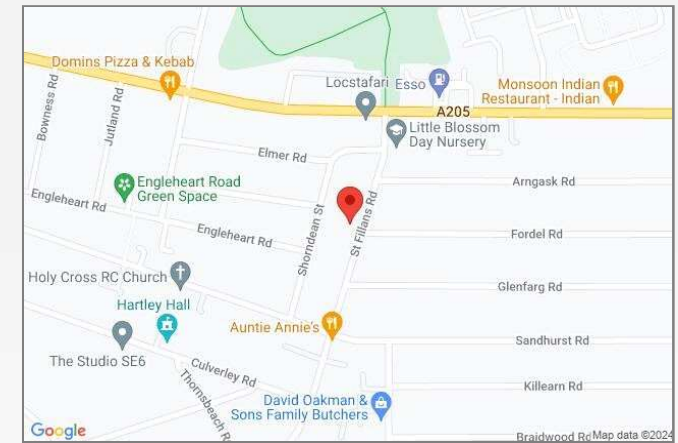 Domins Pizza & Kebab
Locstafari
Esso
Monsoon Indian
Restaurant - Indian
A205
Bowness Rd
Jutland Rd
Little Blossom
Day Nursery
Elmer Rd
Engleheart Road
Green Space
Arngask Rd
Engleheart Rd
Engleheart Rd
Shorndean St
St Fillans Rd
Fordel Rd
Holy Cross RC Church
Glenfarg Rd
Hartley Hall
Auntie Annie's
Sandhurst Rd
The Studio SE6
Culverley Rd
Killearn Rd
Thornsbeach R
David Oakman &
Sons Family Butchers
Google
Braidwood Rd
Map data ©2024